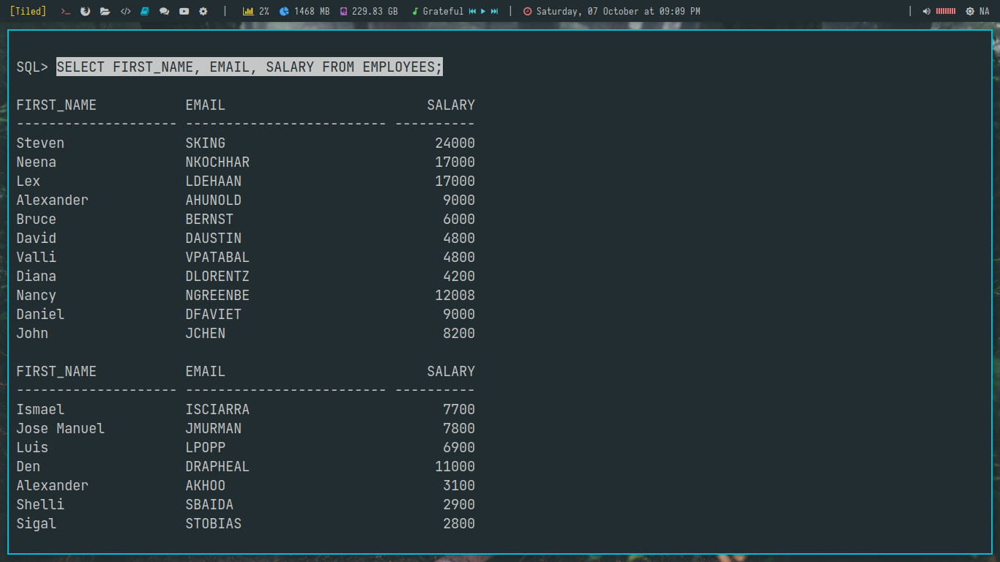 [Tiled] | 2% 1468 MB 229.83 GB Grateful | Saturday, 07 October at 09:09 PM | NA
SQL> SELECT FIRST_NAME, EMAIL, SALARY FROM EMPLOYEES;
FIRST_NAME EMAIL SALARY
-------------------- ------------------------- ----------
Steven SKING 24000
Neena NKOCHHAR 17000
Lex LDEHAAN 17000
Alexander AHUNOLD 9000
Bruce BERNST 6000
David DAUSTIN 4800
Valli VPATABAL 4800
Diana DLORENTZ 4200
Nancy NGREENBE 12008
Daniel DFAVIET 9000
John JCHEN 8200
FIRST_NAME EMAIL SALARY
-------------------- ------------------------- ----------
Ismael ISCIARRA 7700
Jose Manuel JMURMAN 7800
Luis LPOPP 6900
Den DRAPHEAL 11000
Alexander AKHOO 3100
Shelli SBAIDA 2900
Sigal STOBIAS 2800